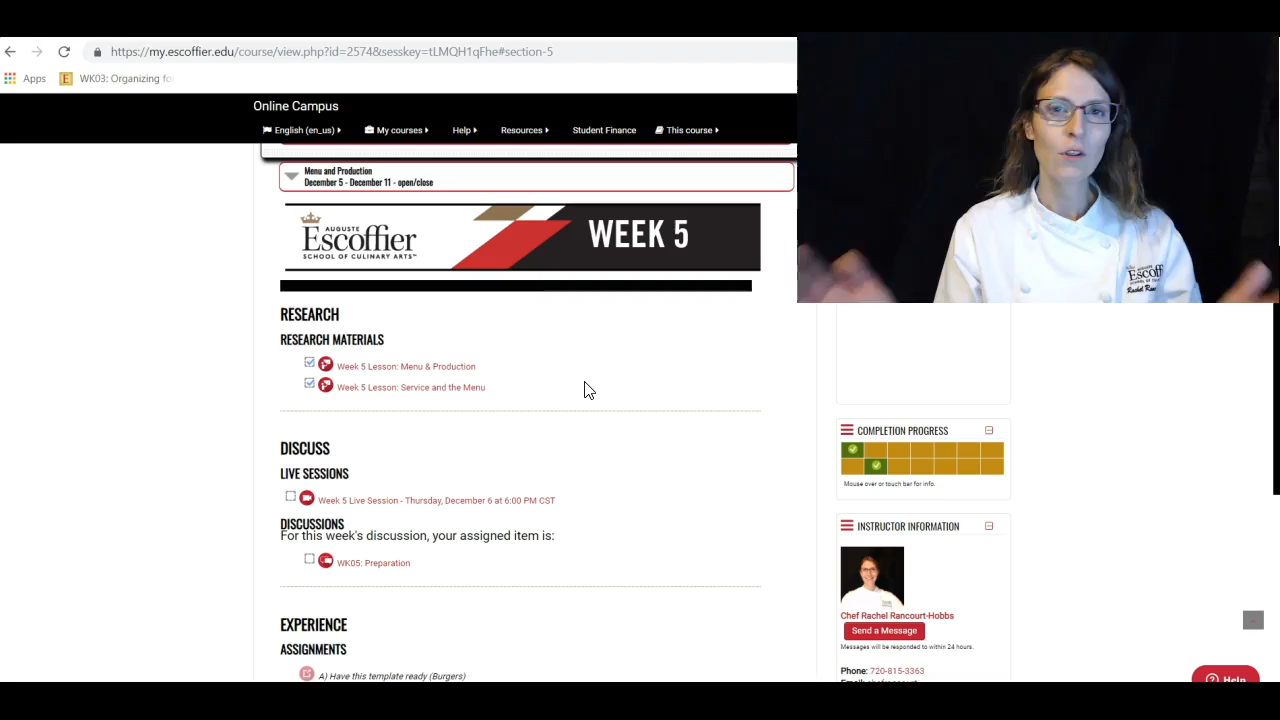 https://my.escoffier.edu/course/view.php?id=2574&sesskey=tLMQH1qFhe#section-5
Apps
E
WK03: Organizing fo
Online Campus
English (en_us)
My courses
Help
Resources
Student Finance
This course
Menu and Production
December 5 - December 11 - open/close
AUGUSTE
Escoffier
SCHOOL OF CULINARY ARTS
WEEK 5
Escoff
RESEARCH
RESEARCH MATERIALS
Week 5 Lesson: Menu & Production
Week 5 Lesson: Service and the Menu
DISCUSS
LIVE SESSIONS
Week 5 Live Session - Thursday, December 6 at 6:00 PM CST
DISCUSSIONS
For this week's discussion, your assigned item is:
WK05: Preparation
EXPERIENCE
ASSIGNMENTS
A) Have this template ready (Burgers)
COMPLETION PROGRESS
Mouse over or touch bar for info.
INSTRUCTOR INFORMATION
Chef Rachel Rancourt-Hobbs
Send a Message
Messages will be responded to within 24 hours.
Phone: 720-815-3363
Help